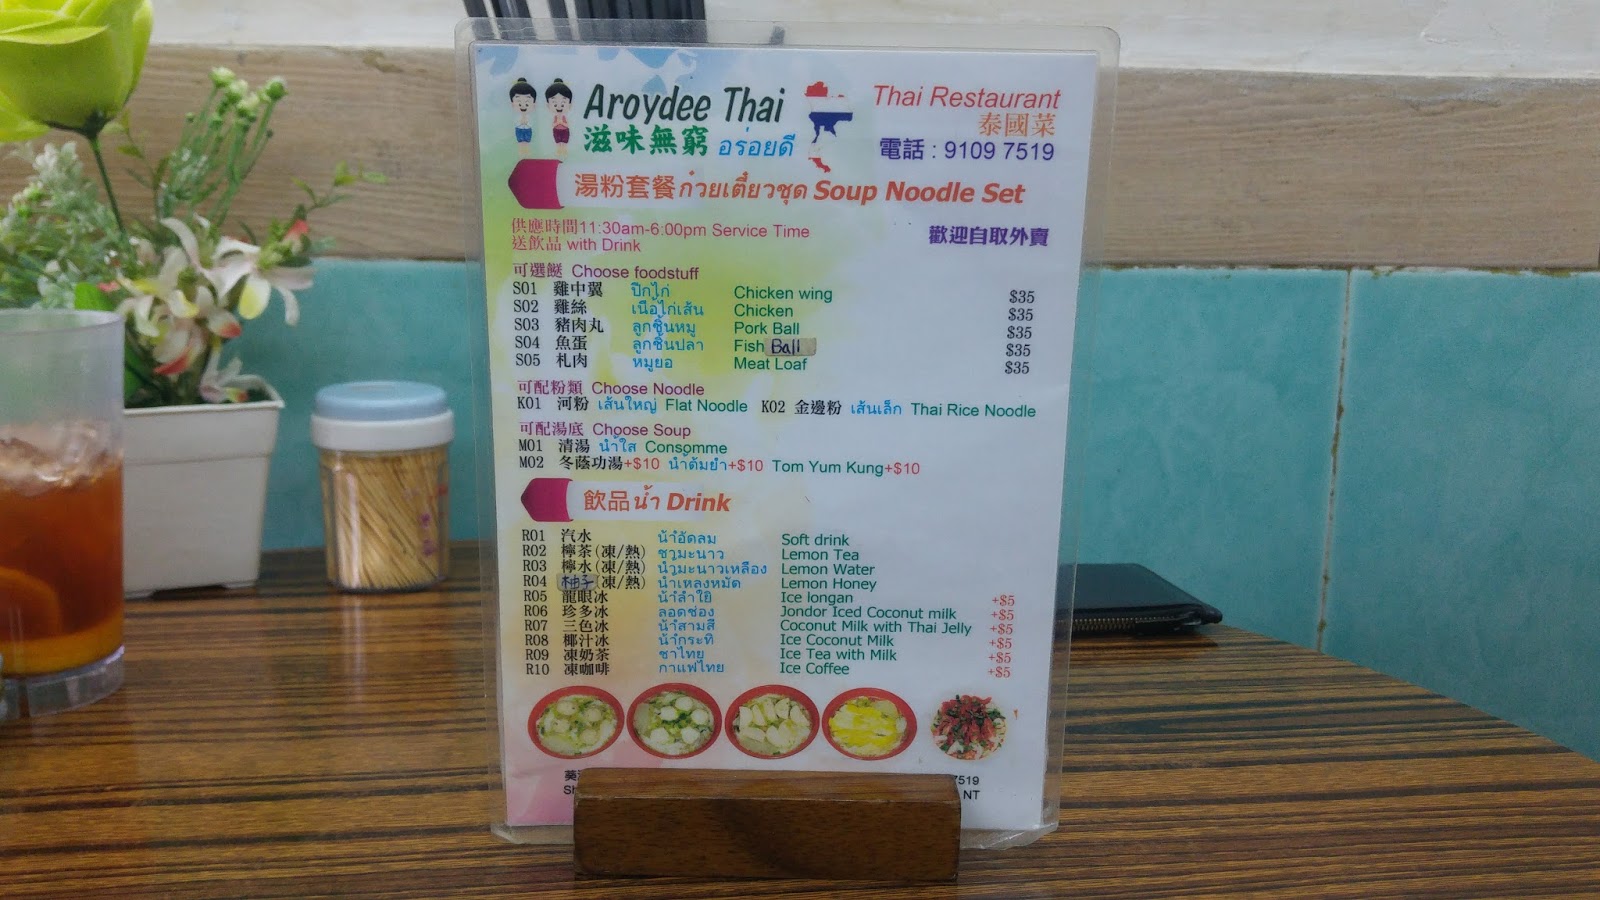 Aroydee Thai
Thai Restaurant
滋味無窮 อร่อยดี
泰國菜
電話 : 9109 7519
湯粉套餐 ก๋วยเตี๋ยวชุด Soup Noodle Set
供應時間11:30am-6:00pm Service Time
送飲品 with Drink
歡迎自取外賣
可選餸 Choose foodstuff
S01 雞中翼 ปีกไก่ Chicken wing $35
S02 雞絲 เนื้อไก่เส้น Chicken $35
S03 豬肉丸 ลูกชิ้นหมู Pork Ball $35
S04 魚蛋 ลูกชิ้นปลา Fish Ball $35
S05 札肉 หมูยอ Meat Loaf $35
可配粉類 Choose Noodle
K01 河粉 เส้นใหญ่ Flat Noodle K02 金邊粉 เส้นเล็ก Thai Rice Noodle
可配湯底 Choose Soup
M01 清湯 นำ้ใส Consomme
M02 冬蔭功湯+$10 นำ้ต้มยำ+$10 Tom Yum Kung+$10
飲品 น้ำ Drink
R01 汽水 น้ำอัดลม Soft drink
R02 檸茶(凍/熱) ชามะนาว Lemon Tea
R03 檸水(凍/熱) น้ำมะนาวเหลือง Lemon Water
R04 柚子(凍/熱) Lemon Honey
R05 龍眼冰 น้ำลำใย Ice longan +$5
R06 珍多冰 ลอดช่อง Jondor Iced Coconut milk +$5
R07 三色冰 น้ำสามสี Coconut Milk with Thai Jelly +$5
R08 椰汁冰 น้ำกระทิ Ice Coconut Milk +$5
R09 凍奶茶 ชาไทย Ice Tea with Milk +$5
R10 凍咖啡 กาแฟไทย Ice Coffee +$5
葵
7519
Sh
NT